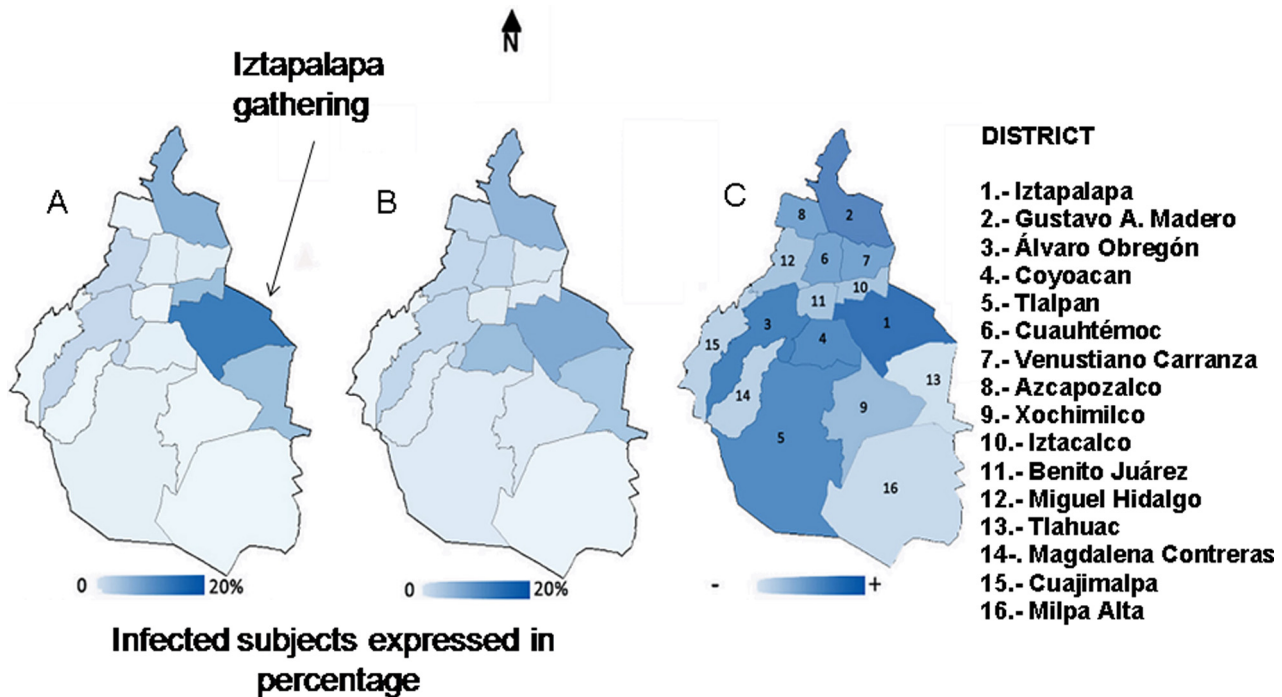 N
Iztapalapa
gathering
A
B
C
8
2
12
6
7
10
11
3
1
15
4
13
14
9
5
16
0
20%
0
20%
-
+
Infected subjects expressed in
percentage
DISTRICT
1.- Iztapalapa
2.- Gustavo A. Madero
3.- Álvaro Obregón
4.- Coyoacan
5.- Tlalpan
6.- Cuauhtémoc
7.- Venustiano Carranza
8.- Azcapozalco
9.- Xochimilco
10.- Iztacalco
11.- Benito Juárez
12.- Miguel Hidalgo
13.- Tlahuac
14-. Magdalena Contreras
15.- Cuajimalpa
16.- Milpa Alta